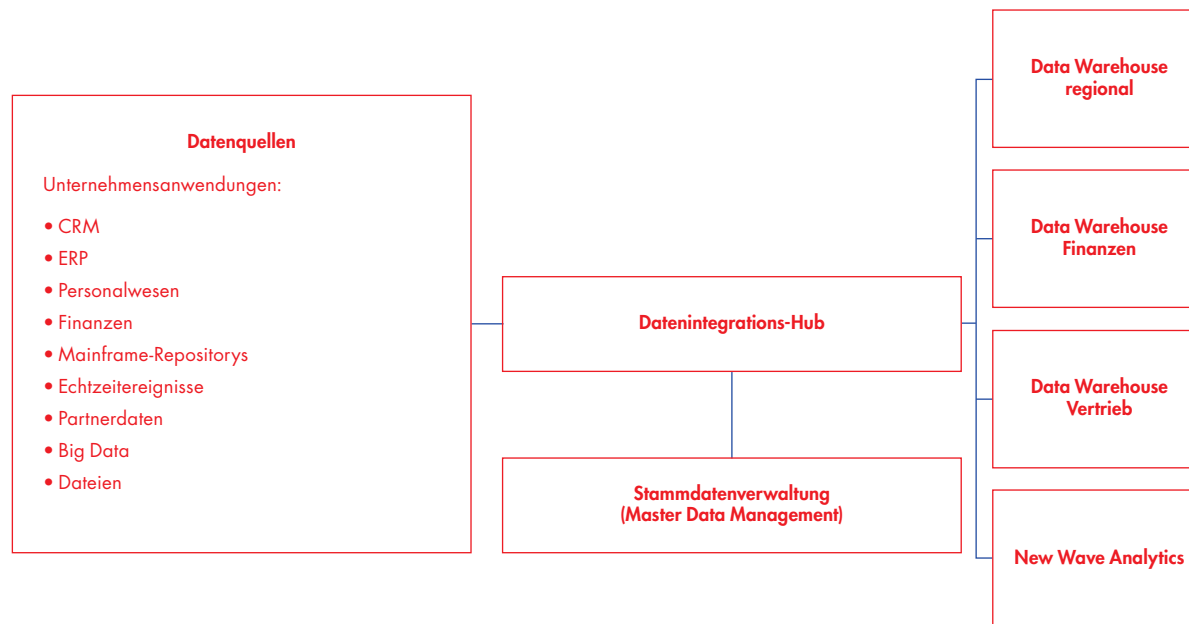 Datenquellen
Unternehmensanwendungen:
• CRM
• ERP
• Personalwesen
• Finanzen
• Mainframe-Repositorys
• Echtzeitereignisse
• Partnerdaten
• Big Data
• Dateien
Datenintegrations-Hub
Stammdatenverwaltung
(Master Data Management)
Data Warehouse
regional
Data Warehouse
Finanzen
Data Warehouse
Vertrieb
New Wave Analytics